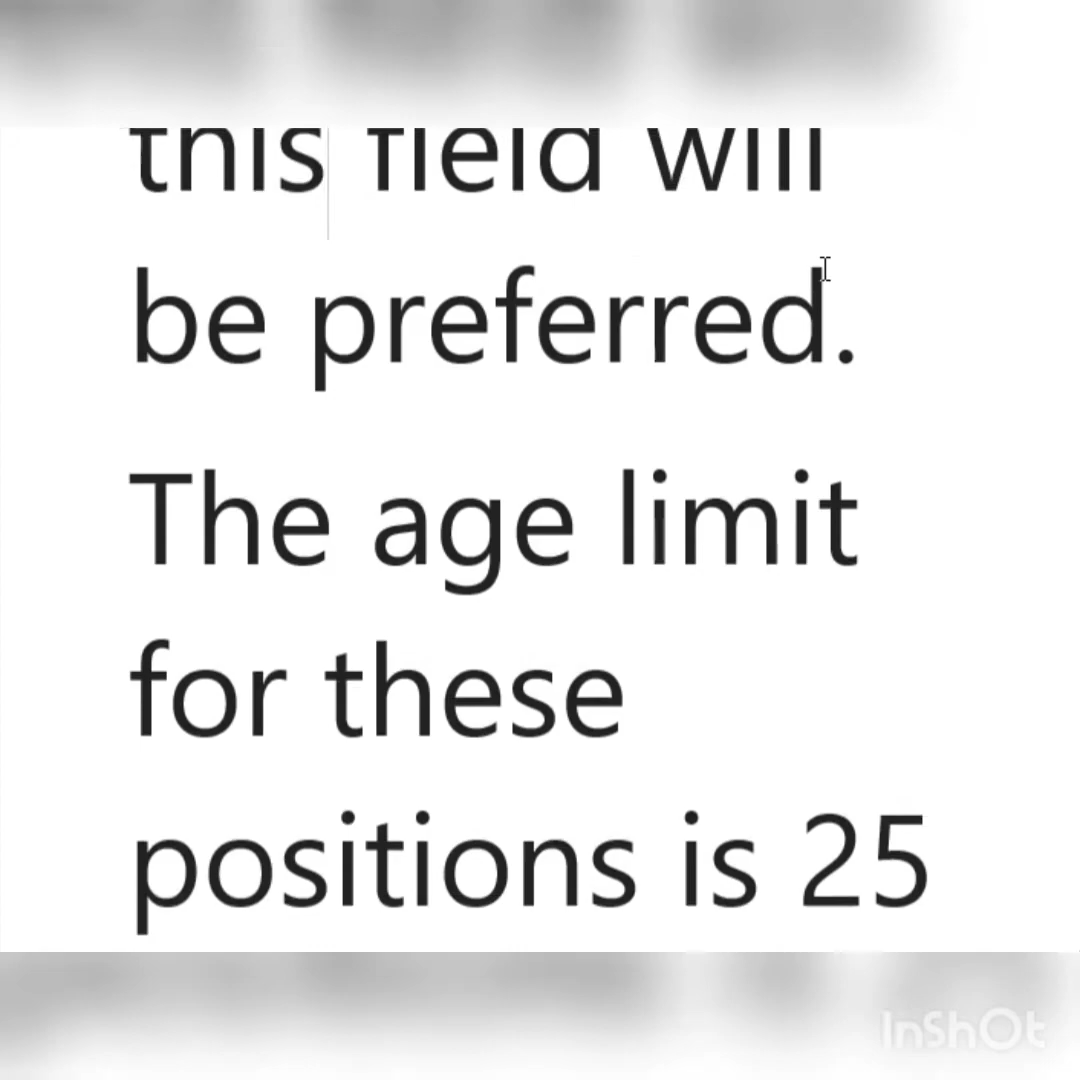 this field will
be preferred.
The age limit
for these
positions is 25
InShOt